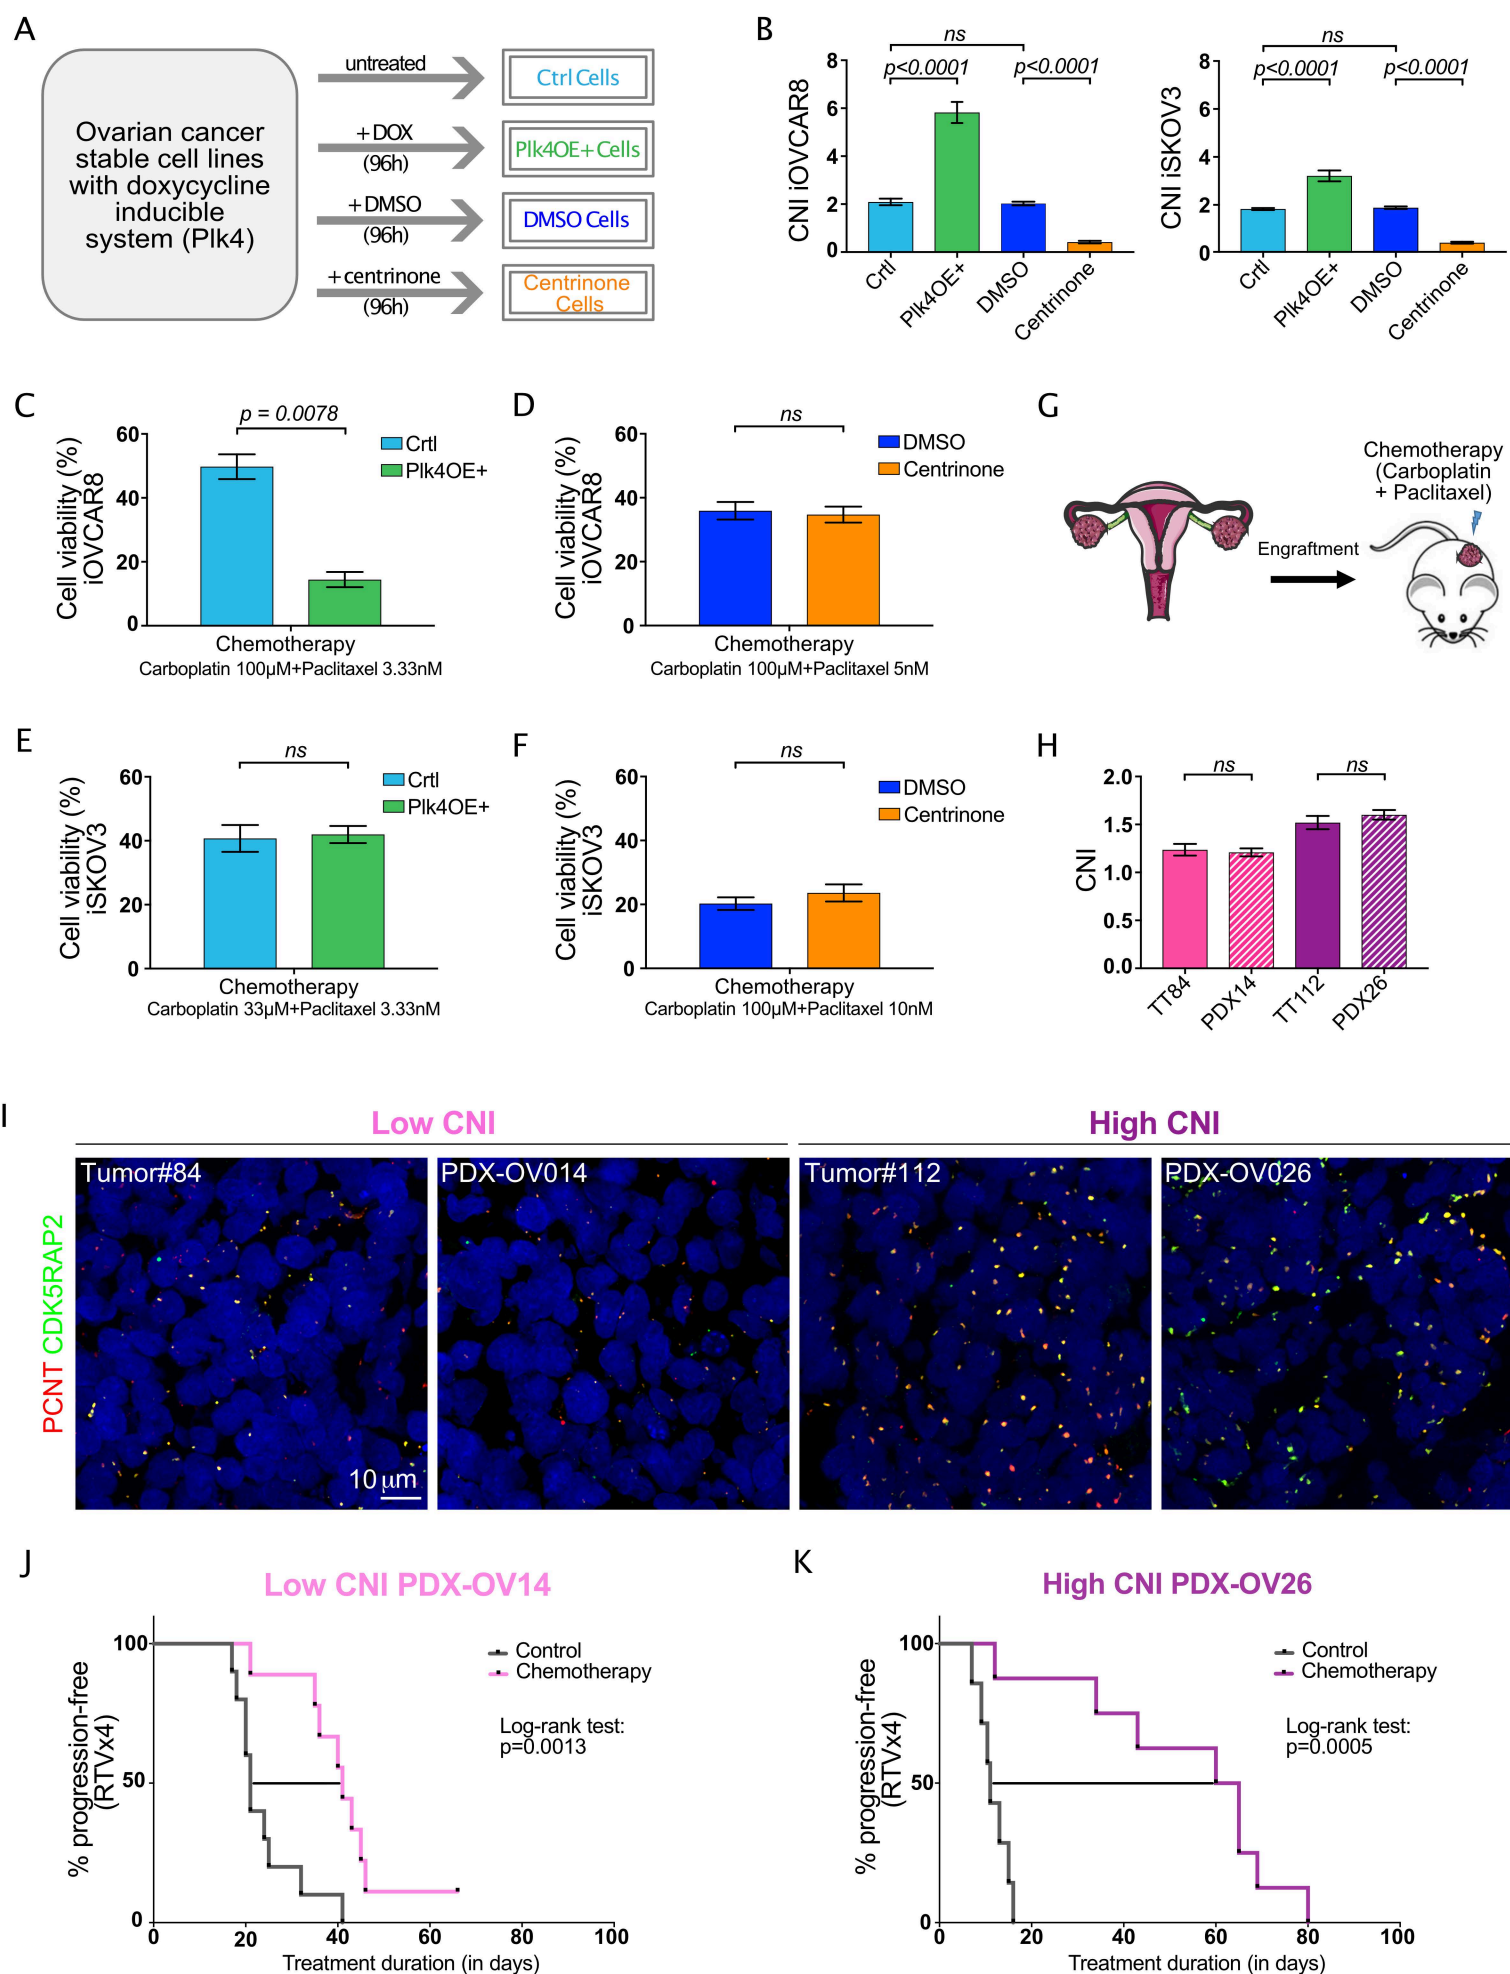 A
Ovarian cancer
stable cell lines
with doxycycline
inducible
system (Plk4)
untreated
Ctrl Cells
+DOX
(96h)
Plk4OE+ Cells
+DMSO
(96h)
DMSO Cells
+centrinone
(96h)
Centrinone
Cells
B
CNI iOVCAR8
8
6
4
2
0
ns
p<0.0001
p<0.0001
Crtl
Plk4OE+
DMSO
Centrinone
CNI iSKOV3
8
6
4
2
0
ns
p<0.0001
p<0.0001
Crtl
Plk4OE+
DMSO
Centrinone
C
Cell viability (%)
iOVCAR8
60
40
20
0
p = 0.0078
Crtl
Plk4OE+
Chemotherapy
Carboplatin 100µM+Paclitaxel 3.33nM
D
Cell viability (%)
iOVCAR8
60
40
20
0
ns
DMSO
Centrinone
Chemotherapy
Carboplatin 100µM+Paclitaxel 5nM
G
Engraftment
Chemotherapy
(Carboplatin
+ Paclitaxel)
E
Cell viability (%)
iSKOV3
60
40
20
0
ns
Crtl
Plk4OE+
Chemotherapy
Carboplatin 33µM+Paclitaxel 3.33nM
F
Cell viability (%)
iSKOV3
60
40
20
0
ns
DMSO
Centrinone
Chemotherapy
Carboplatin 100µM+Paclitaxel 10nM
H
CNI
2.0
1.5
1.0
0.5
0.0
ns
ns
TT84
PDX14
TT112
PDX26
I
Low CNI
High CNI
PCNT CDK5RAP2
Tumor#84
10 µm
PDX-OV014
Tumor#112
PDX-OV026
J
Low CNI PDX-OV14
% progression-free
(RTVx4)
100
50
0
Control
Chemotherapy
Log-rank test:
p=0.0013
0 20 40 60 80 100
Treatment duration (in days)
K
High CNI PDX-OV26
% progression-free
(RTVx4)
100
50
0
Control
Chemotherapy
Log-rank test:
p=0.0005
0 20 40 60 80 100
Treatment duration (in days)